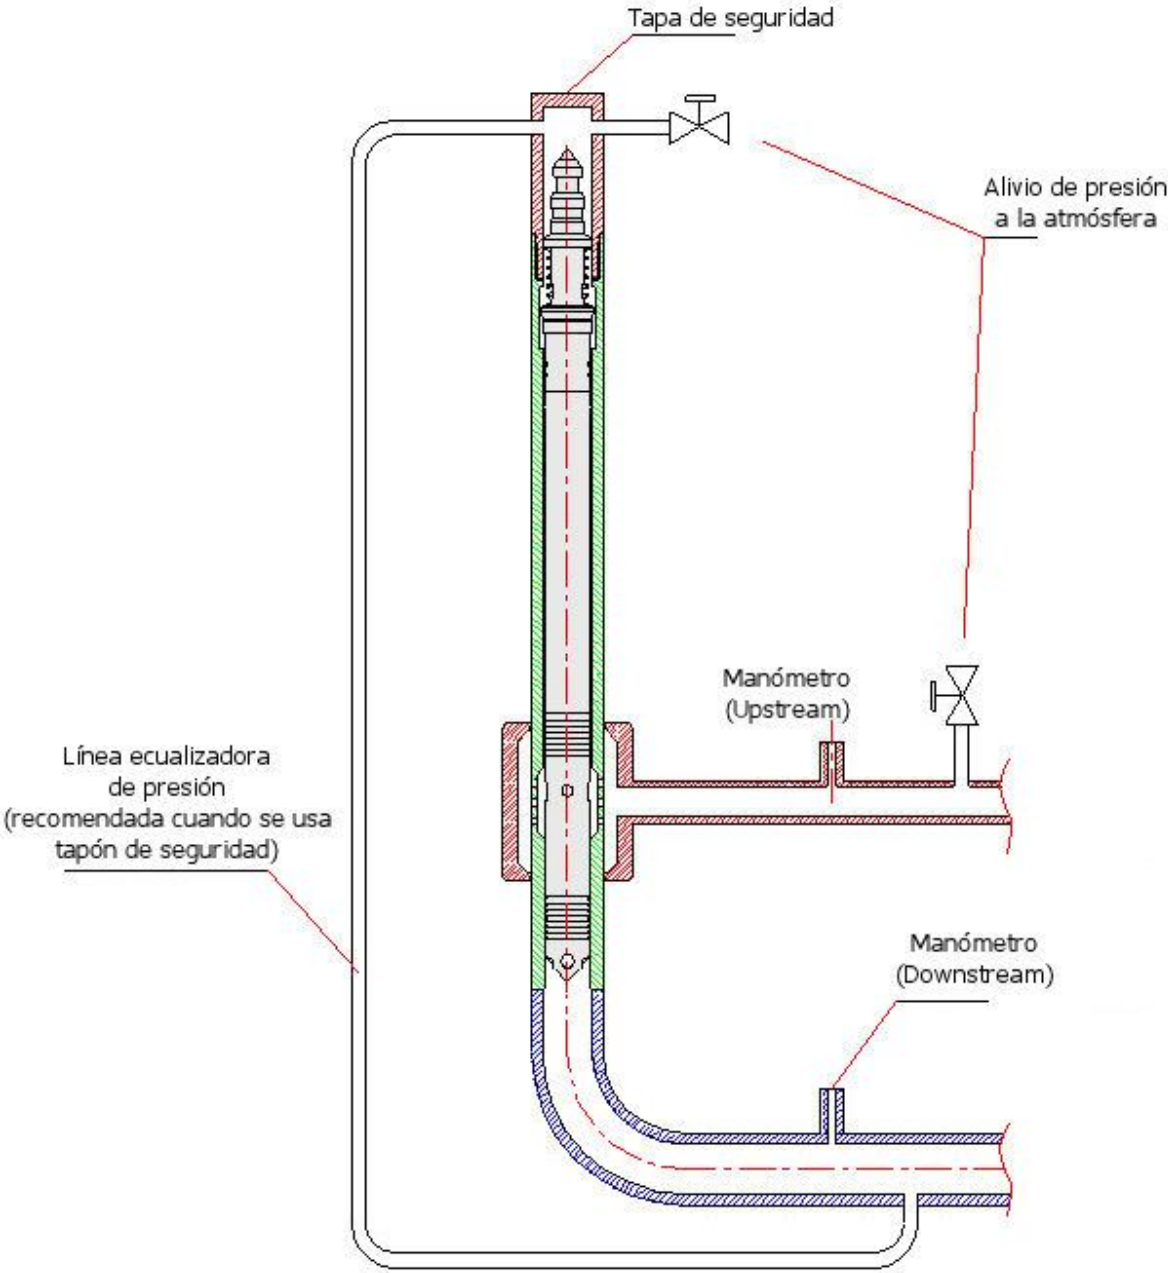 Tapa de seguridad
Alivio de presión
a la atmósfera
Manómetro
(Upstream)
Línea ecualizadora
de presión
(recomendada cuando se usa
tapón de seguridad)
Manómetro
(Downstream)